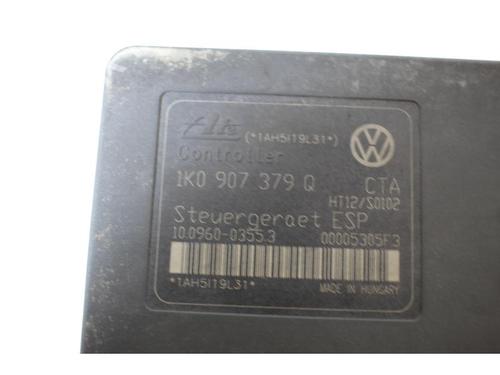 Ate (*1AH5I19L31*)
Controller
1K0 907 379 Q CTA
HT12/S0102
Steuergeraet ESP
10.0960-0355.3 00005305F3
*1AH5I19L31* MADE IN HUNGARY